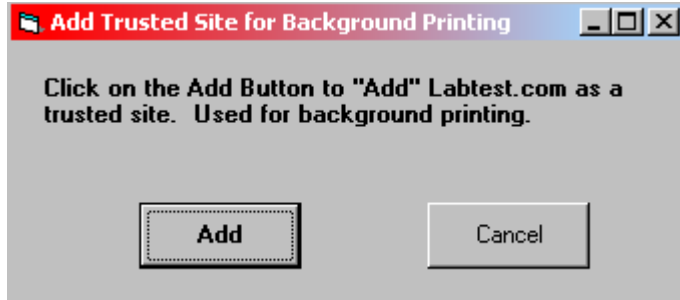 Add Trusted Site for Background Printing
Click on the Add Button to "Add" Labtest.com as a
trusted site.  Used for background printing.
Add
Cancel